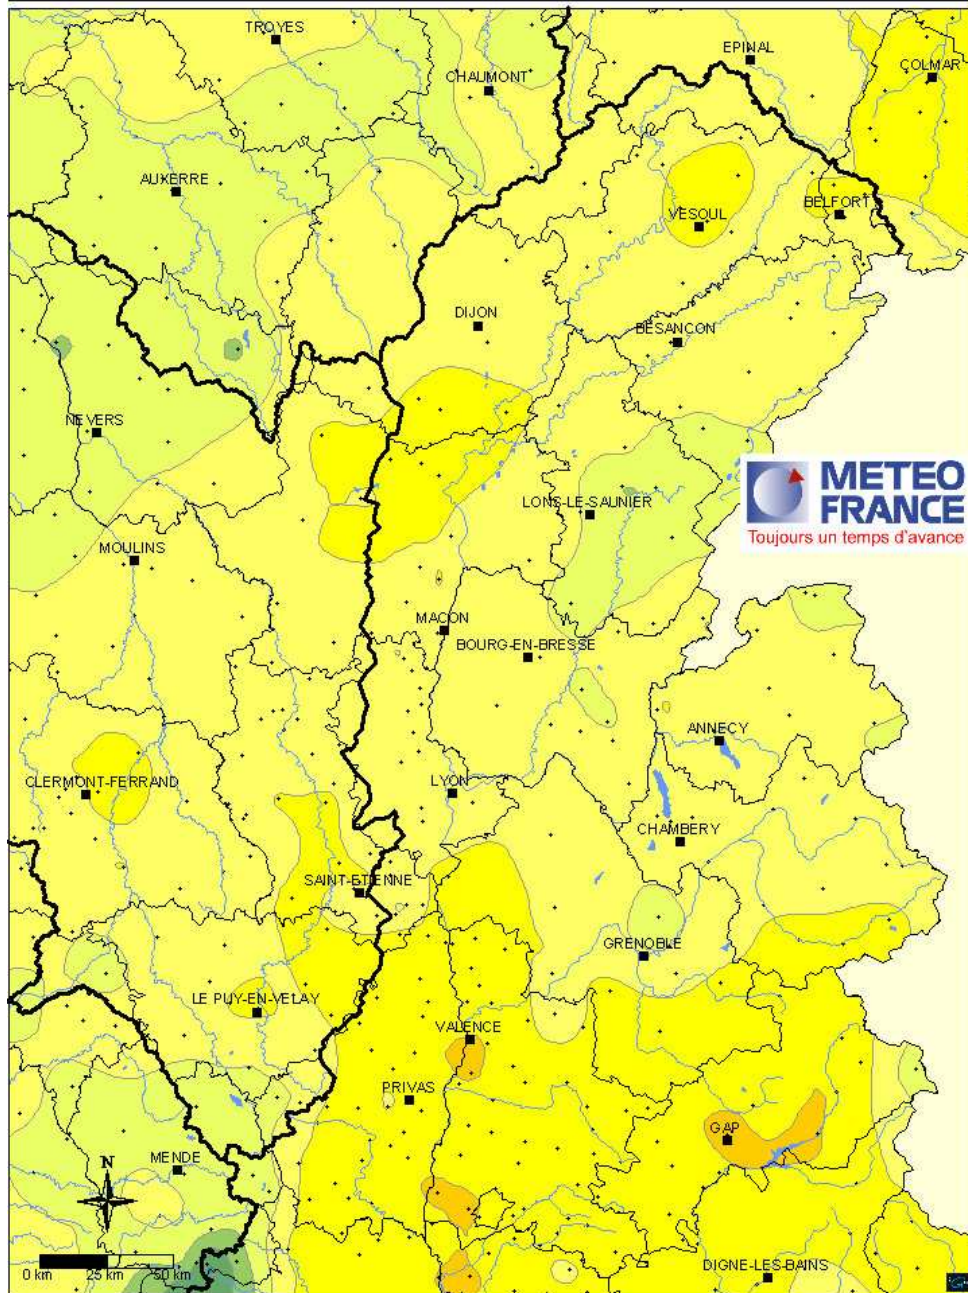 TROYES
EPINAL
COLMAR
CHAUMONT
AUXERRE
BELFORT
VESOUL
DIJON
BESANCON
NEVERS
LONS-LE-SAUNIER
METEO
FRANCE
Toujours un temps d'avance
MOULINS
MACON
BOURG-EN-BRESSE
ANNECY
CLERMONT-FERRAND
LYON
CHAMBERY
SAINT-ETIENNE
GRENOBLE
LE PUY-EN-VELAY
VALENCE
PRIVAS
GAP
MENDE
N
0 km 25 km 50 km
DIGNE-LES-BAINS